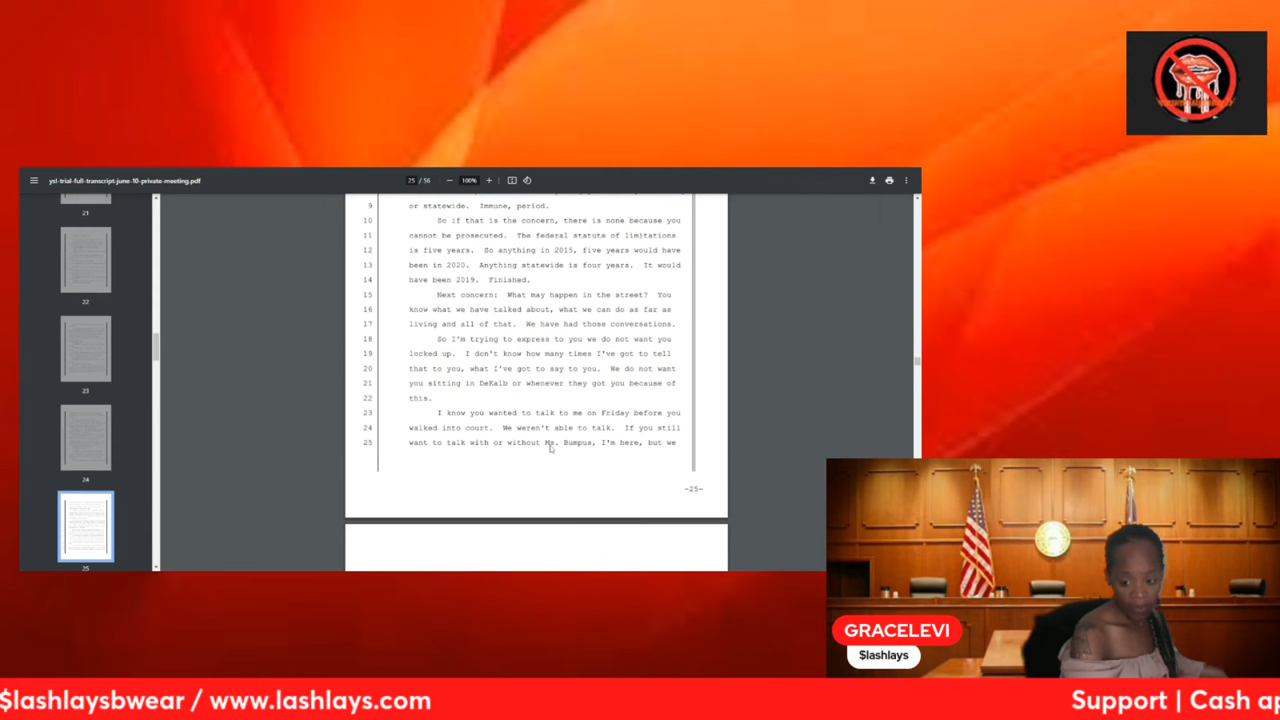 ysl-trial-full-transcript-june-10-private-meeting.pdf
25 / 56
100%
21
22
23
24
25
9 or statewide. Immune, period.
10 So if that is the concern, there is none because you
11 cannot be prosecuted. The federal statute of limitations
12 is five years. So anything in 2015, five years would have
13 been in 2020. Anything statewide is four years. It would
14 have been 2019. Finished.
15 Next concern: What may happen in the street? You
16 know what we have talked about, what we can do as far as
17 living and all of that. We have had those conversations.
18 So I'm trying to express to you we do not want you
19 locked up. I don't know how many times I've got to tell
20 that to you, what I've got to say to you. We do not want
21 you sitting in DeKalb or whenever they got you because of
22 this.
23 I know you wanted to talk to me on Friday before you
24 walked into court. We weren't able to talk. If you still
25 want to talk with or without Ms. Bumpus, I'm here, but we
-25-
GRACELEVI
$lashlays
$lashlaysbwear / www.lashlays.com
Support | Cash ap